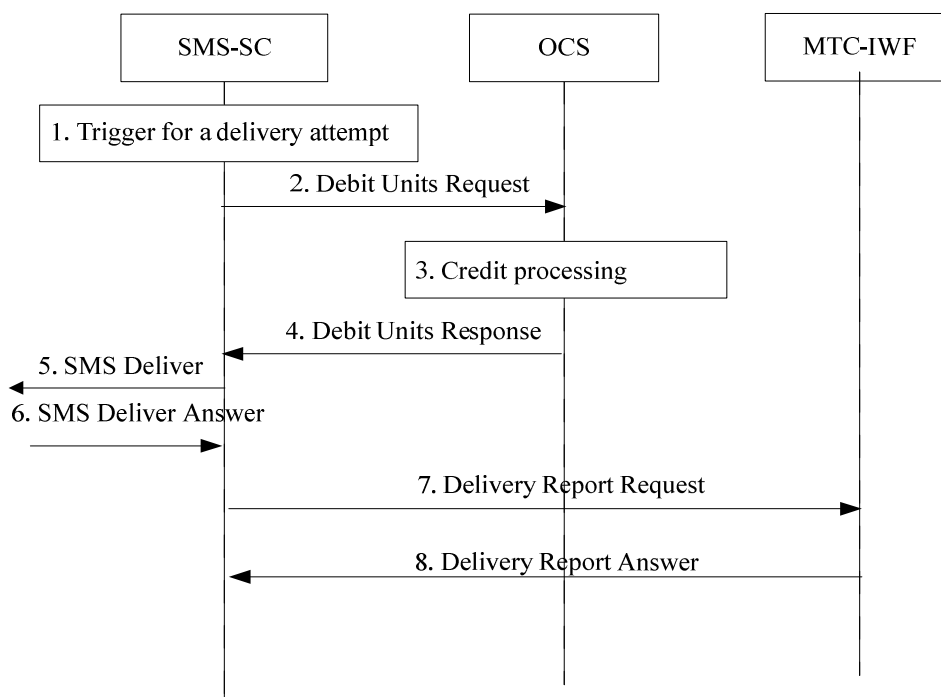 SMS-SC
OCS
MTC-IWF
1. Trigger for a delivery attempt
2. Debit Units Request
3. Credit processing
4. Debit Units Response
5. SMS Deliver
6. SMS Deliver Answer
7. Delivery Report Request
8. Delivery Report Answer